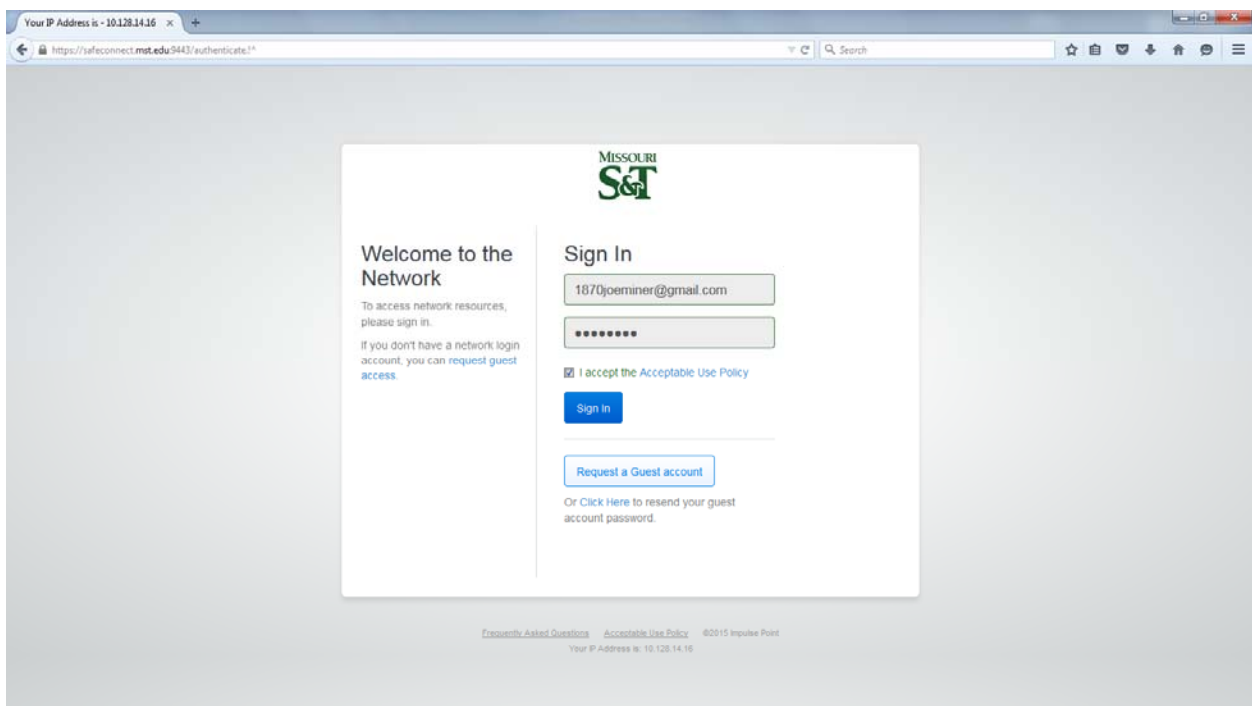 Your IP Address is - 10.128.14.16
https://safeconnect.mst.edu:9443/authenticate.!^
Search
MISSOURI
S&T
Welcome to the
Network
To access network resources,
please sign in.
If you don't have a network login
account, you can request guest
access.
Sign In
1870joeminer@gmail.com
I accept the Acceptable Use Policy
Sign In
Request a Guest account
Or Click Here to resend your guest
account password.
Frequently Asked Questions Acceptable Use Policy ©2015 Impulse Point
Your IP Address is: 10.128.14.16